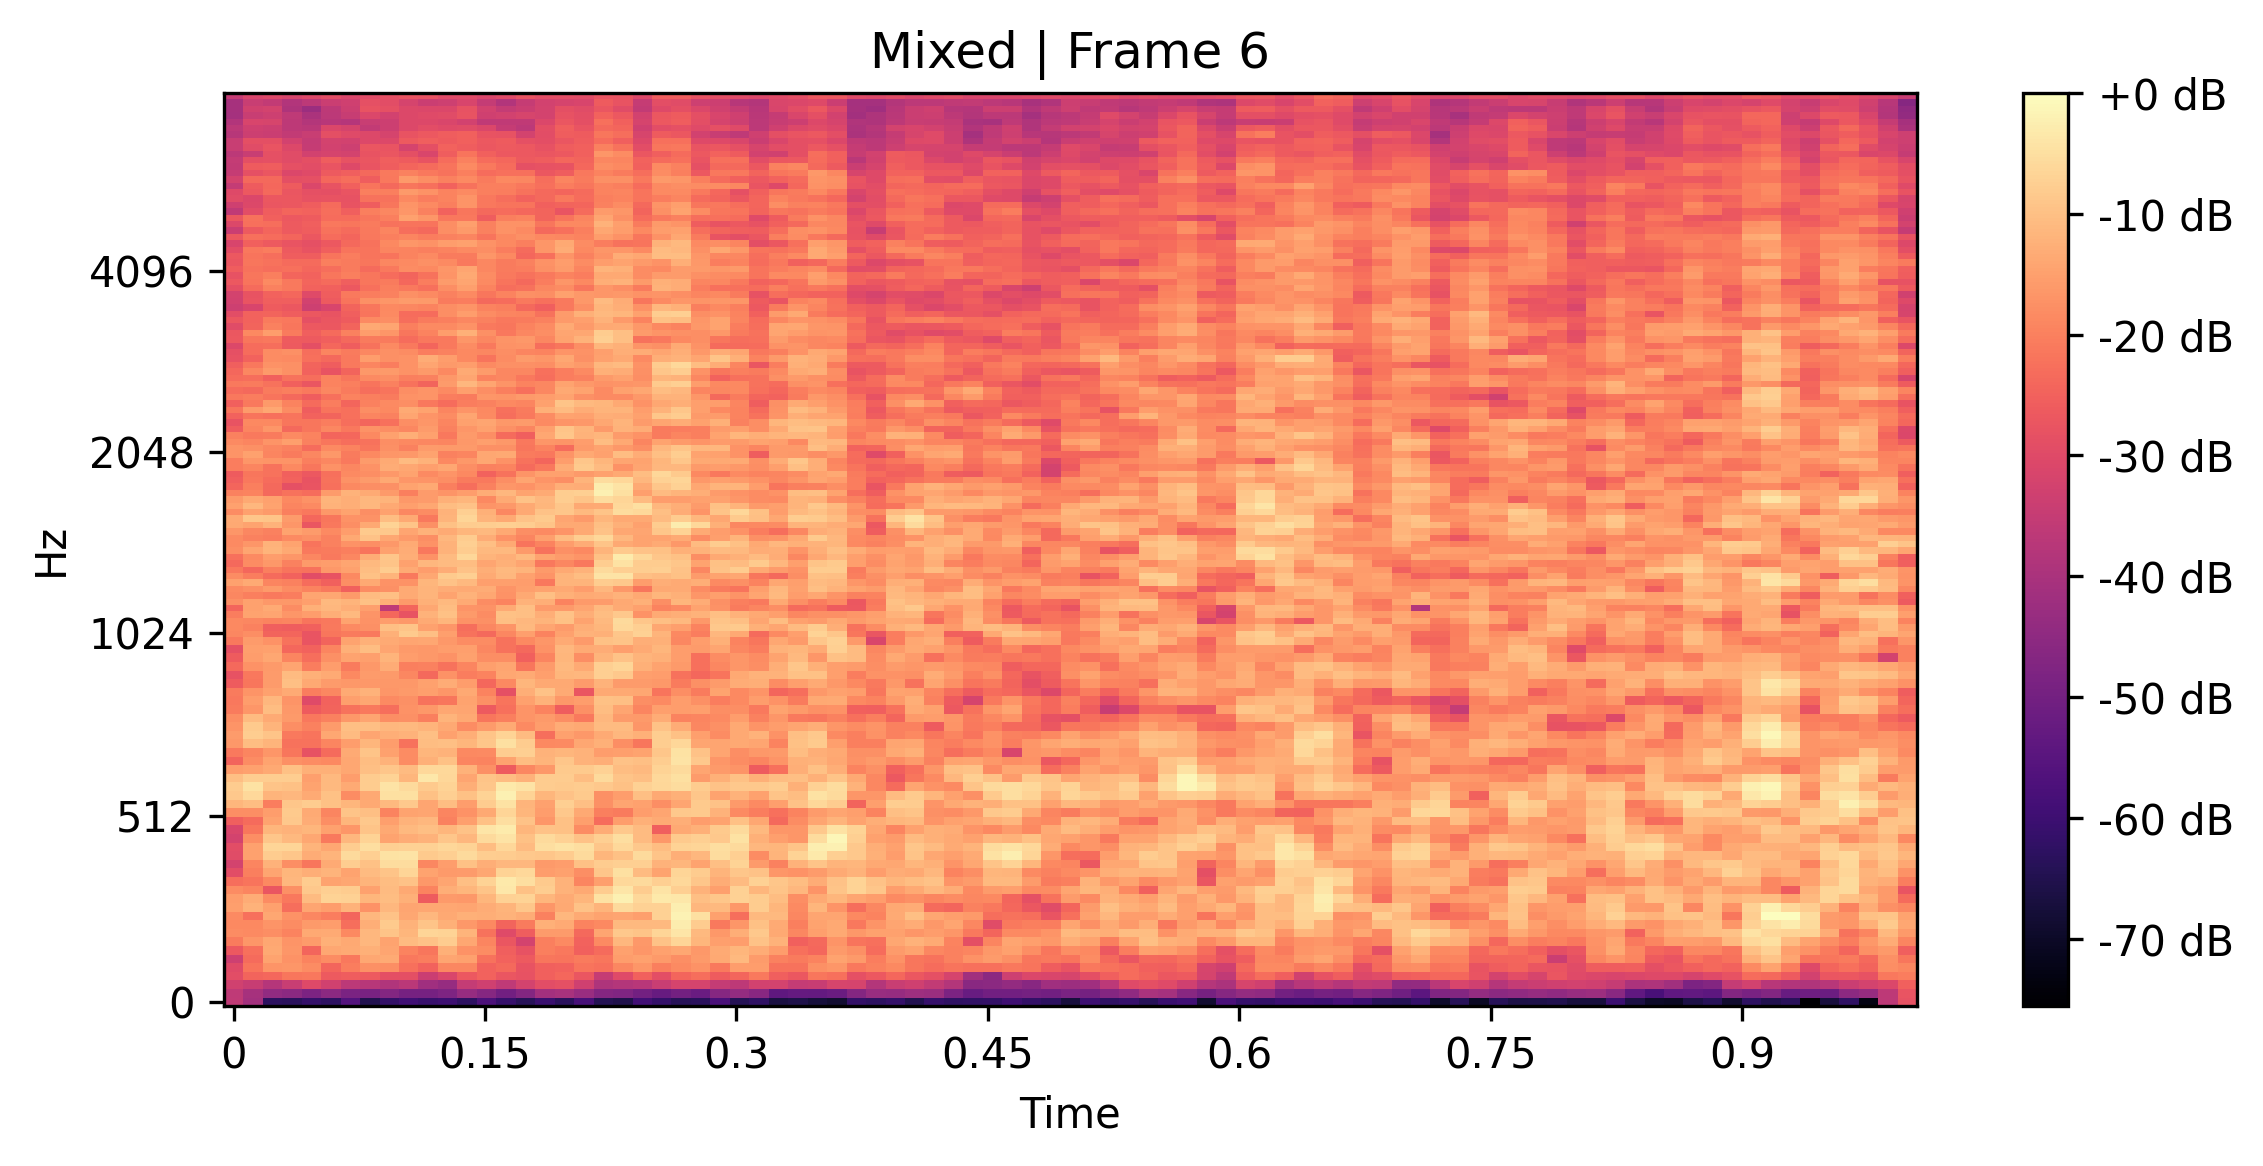 Mixed | Frame 6
+0 dB
-10 dB
-20 dB
-30 dB
-40 dB
-50 dB
-60 dB
-70 dB
4096
2048
1024
512
0
Hz
0 0.15 0.3 0.45 0.6 0.75 0.9
Time